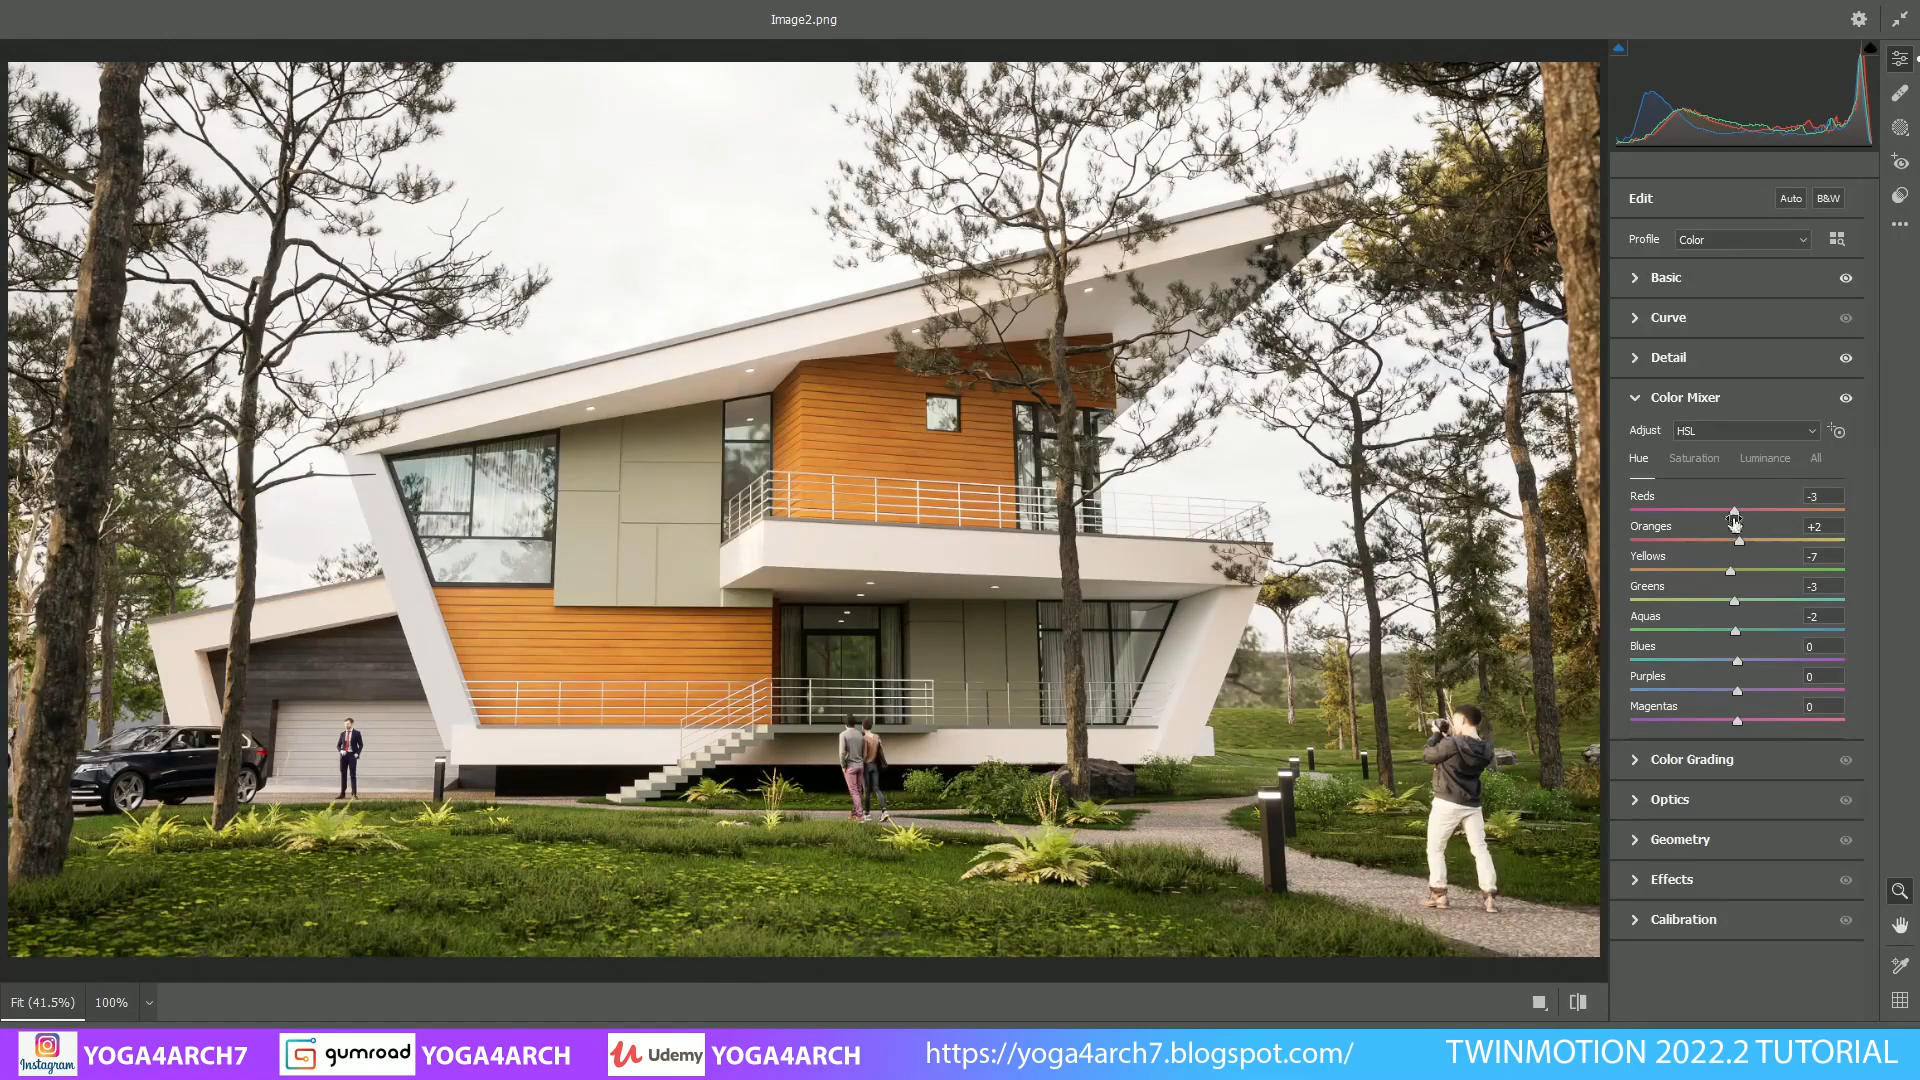 Image2.png
Edit
Auto
B&W
Profile
Color
Basic
Curve
Detail
Color Mixer
Adjust
HSL
Hue
Saturation
Luminance
All
Reds
-3
Oranges
+2
Yellows
-7
Greens
-3
Aquas
-2
Blues
0
Purples
0
Magentas
0
Color Grading
Optics
Geometry
Effects
Calibration
Fit (41.5%)
100%
Instagram
YOGA4ARCH7
gumroad
YOGA4ARCH
Udemy
YOGA4ARCH
https://yoga4arch7.blogspot.com/
TWINMOTION 2022.2 TUTORIAL